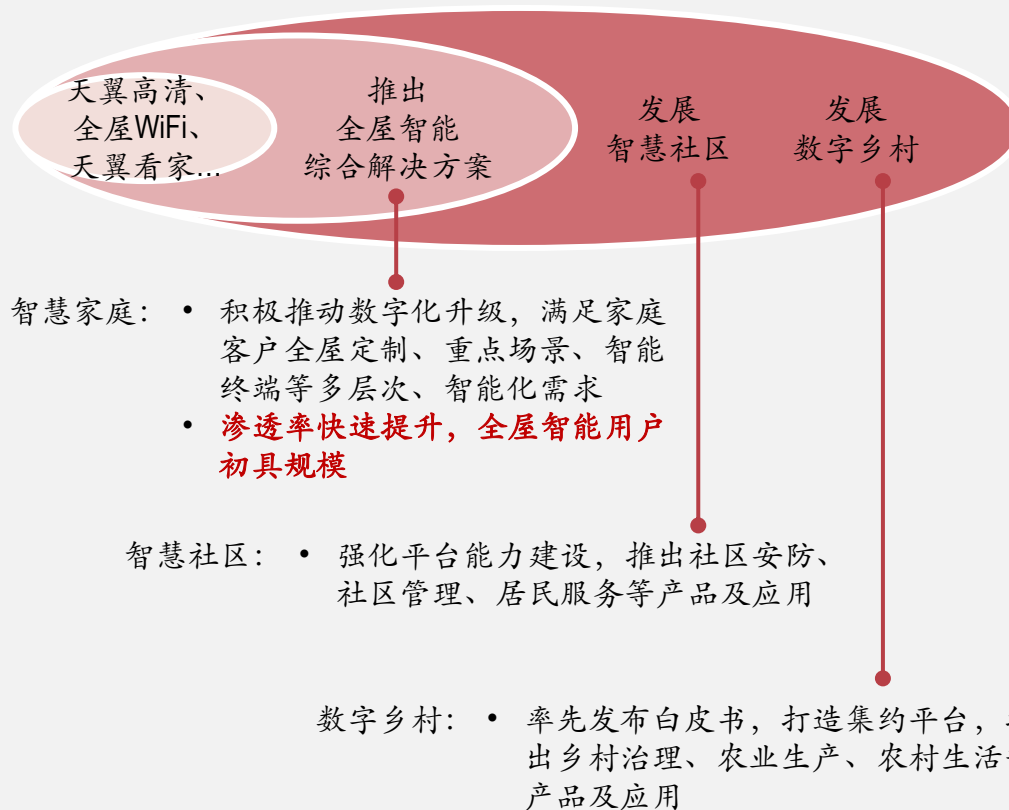 天翼高清、
全屋WiFi、
天翼看家...
推出
全屋智能
综合解决方案
发展
智慧社区
发展
数字乡村
智慧家庭： • 积极推动数字化升级，满足家庭
客户全屋定制、重点场景、智能
终端等多层次、智能化需求
• 渗透率快速提升，全屋智能用户
初具规模
智慧社区： • 强化平台能力建设，推出社区安防、
社区管理、居民服务等产品及应用
数字乡村： • 率先发布白皮书，打造集约平台，
出乡村治理、农业生产、农村生活
产品及应用